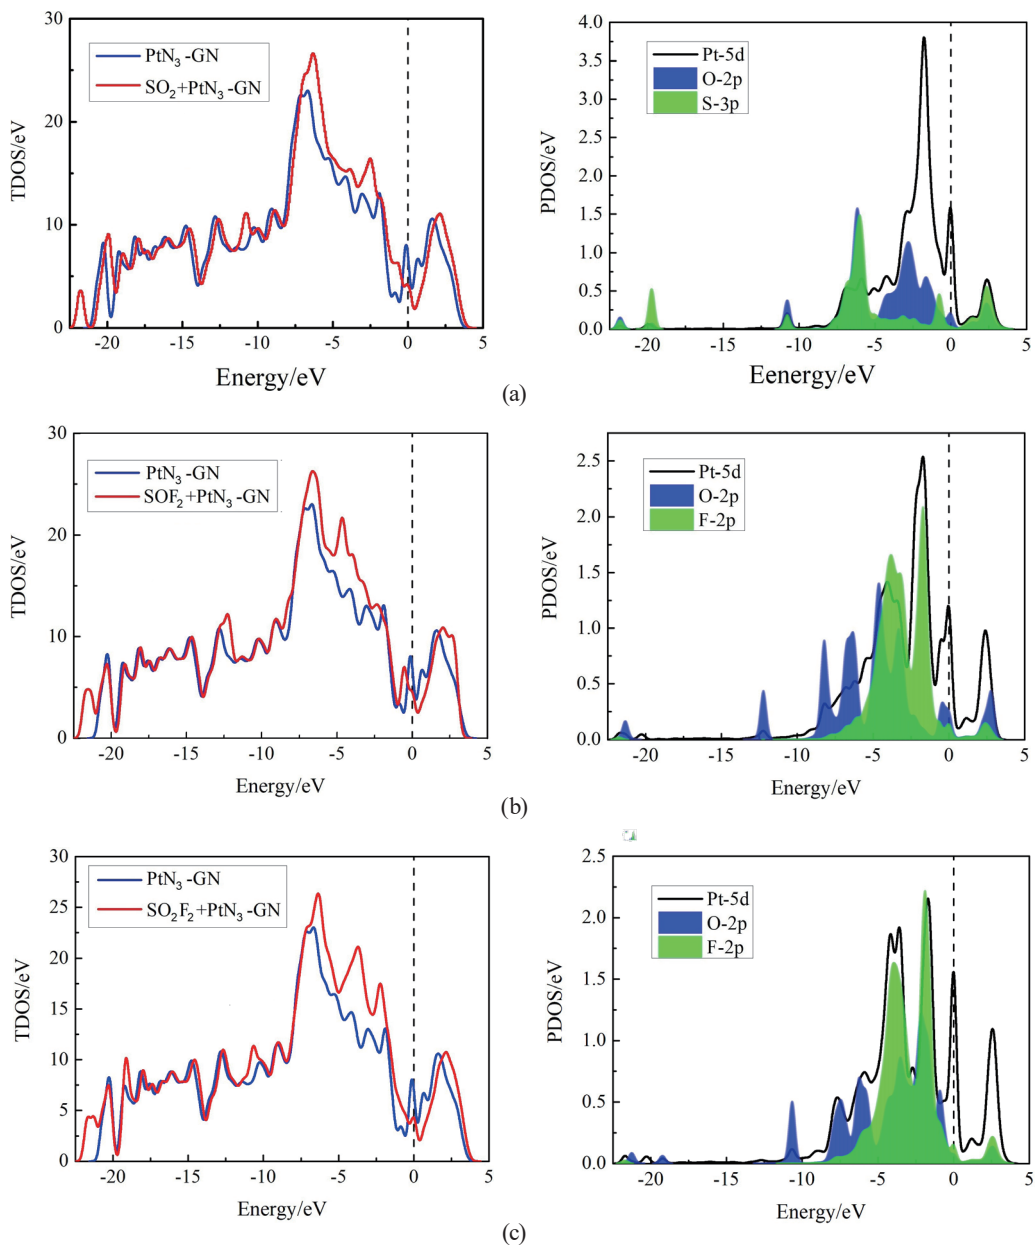 30
20
10
0
-20
-15
-10
-5
0
5
TDOS/eV
Energy/eV
PtN₃-GN
SO₂+PtN₃-GN
4.0
3.5
3.0
2.5
2.0
1.5
1.0
0.5
0.0
-20
-15
-10
-5
0
5
PDOS/eV
Eenergy/eV
Pt-5d
O-2p
S-3p
(a)
30
20
10
0
-20
-15
-10
-5
0
5
TDOS/eV
Energy/eV
PtN₃-GN
SOF₂+PtN₃-GN
2.5
2.0
1.5
1.0
0.5
0.0
-20
-15
-10
-5
0
5
PDOS/eV
Energy/eV
Pt-5d
O-2p
F-2p
(b)
30
25
20
15
10
5
0
-20
-15
-10
-5
0
5
TDOS/eV
Energy/eV
PtN₃-GN
SO₂F₂+PtN₃-GN
2.5
2.0
1.5
1.0
0.5
0.0
-20
-15
-10
-5
0
5
PDOS/eV
Energy/eV
Pt-5d
O-2p
F-2p
(c)